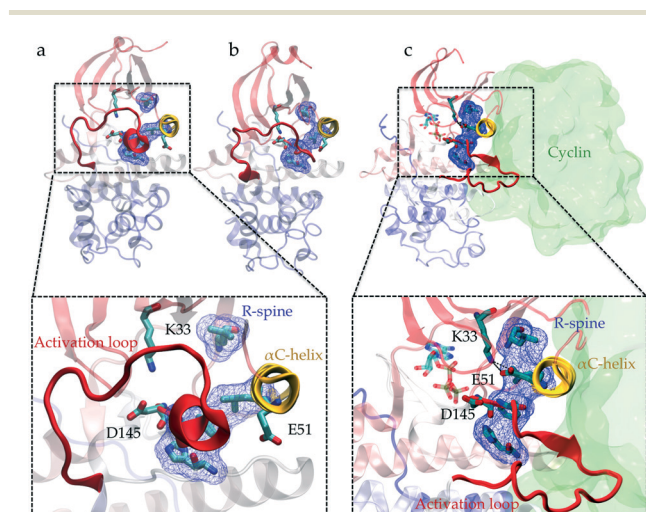 a
b
c
Cyclin
K33
R-spine
Activation loop
αC-helix
D145
E51
K33
R-spine
αC-helix
E51
D145
Activation loop